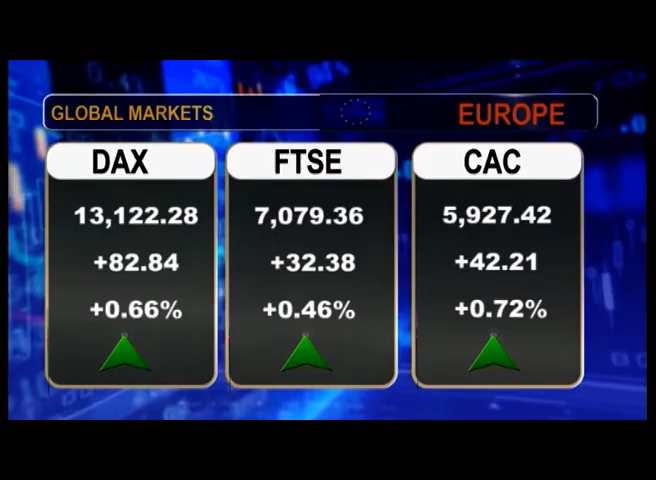 GLOBAL MARKETS
EUROPE
DAX
13,122.28
+82.84
+0.66%
FTSE
7,079.36
+32.38
+0.46%
CAC
5,927.42
+42.21
+0.72%